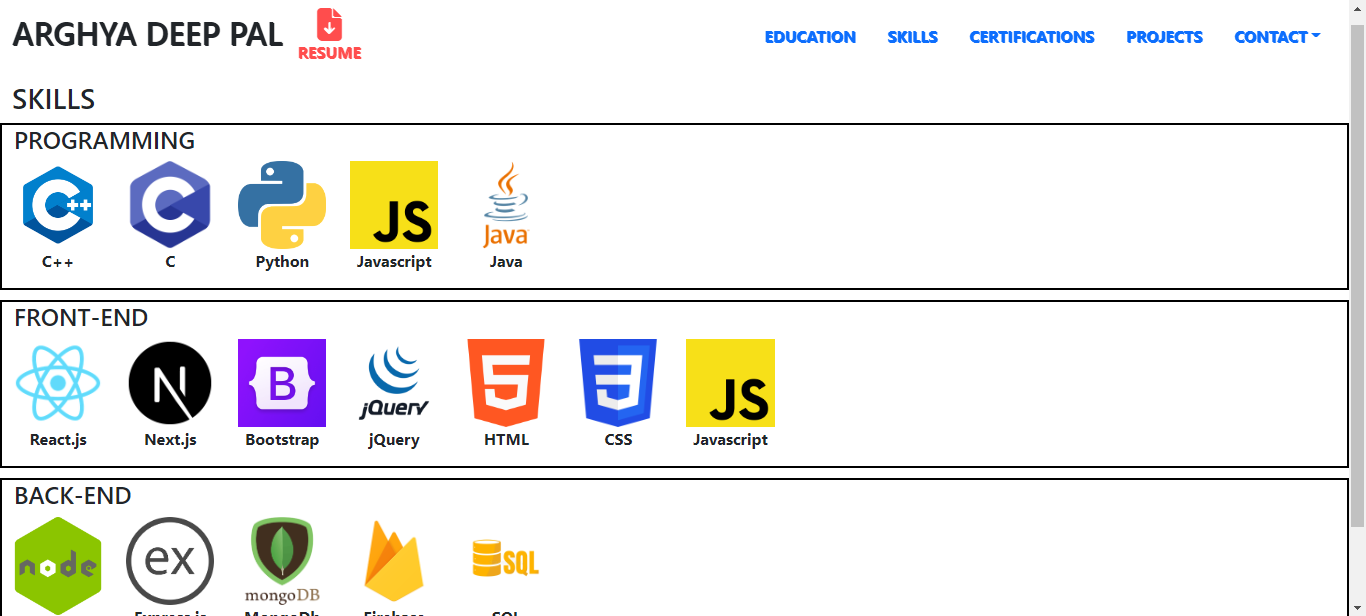 ARGHYA DEEP PAL
RESUME
EDUCATION SKILLS CERTIFICATIONS PROJECTS CONTACT
SKILLS
PROGRAMMING
C++
C
JS
Java
C++ C Python Javascript Java
FRONT-END
N
B
jQuery
5
3
JS
React.js Next.js Bootstrap jQuery HTML CSS Javascript
BACK-END
node
ex
mongoDB
SQL
Express.js MongoDb Firebase SQL